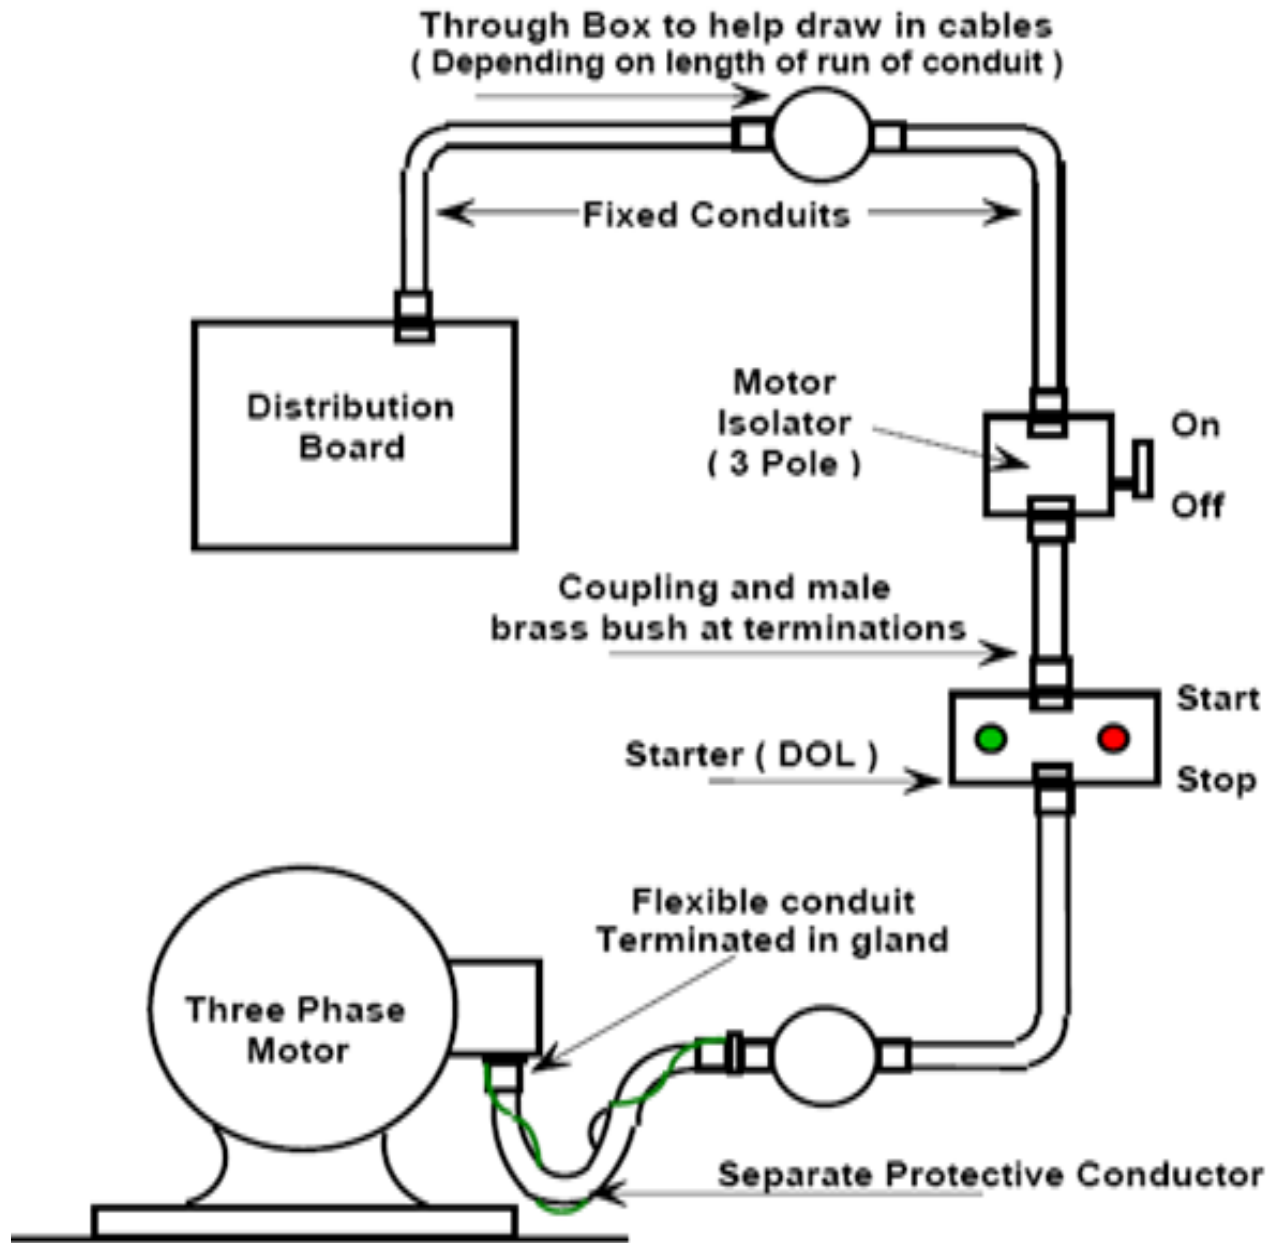 Through Box to help draw in cables
( Depending on length of run of conduit )
Fixed Conduits
Distribution
Board
Motor
Isolator
( 3 Pole )
On
Off
Coupling and male
brass bush at terminations
Start
Starter ( DOL )
Stop
Flexible conduit
Terminated in gland
Three Phase
Motor
Separate Protective Conductor